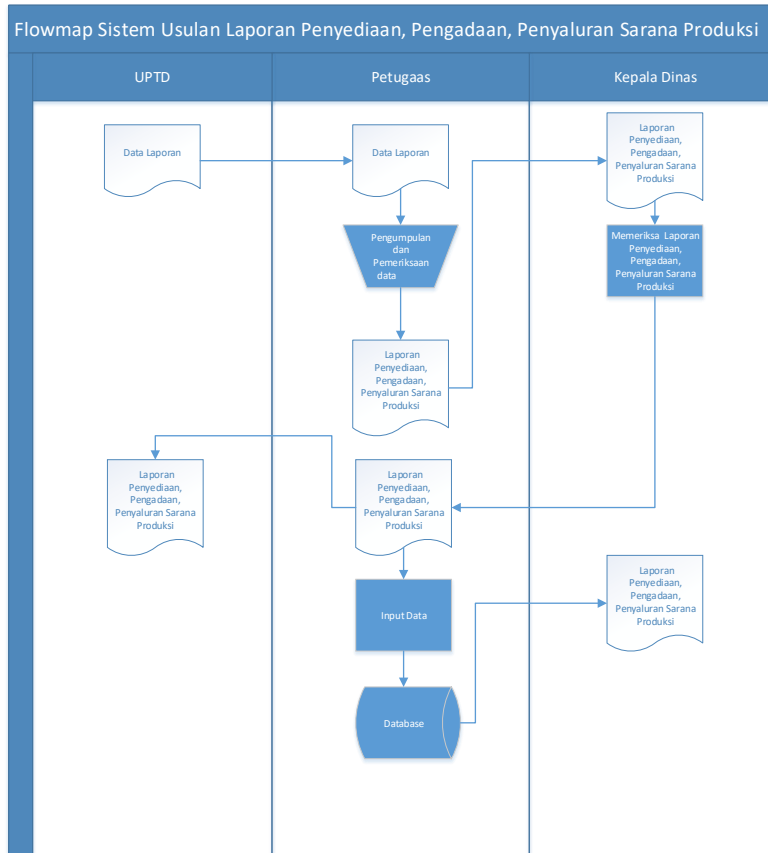 Flowmap Sistem Usulan Laporan Penyediaan, Pengadaan, Penyaluran Sarana Produksi
UPTD
Petugaas
Kepala Dinas
Data Laporan
Data Laporan
Laporan
Penyediaan,
Pengadaan,
Penyaluran Sarana
Produksi
Pengumpulan
dan
Pemeriksaan
data
Memeriksa Laporan
Penyediaan,
Pengadaan,
Penyaluran Sarana
Produksi
Laporan
Penyediaan,
Pengadaan,
Penyaluran Sarana
Produksi
Laporan
Penyediaan,
Pengadaan,
Penyaluran Sarana
Produksi
Laporan
Penyediaan,
Pengadaan,
Penyaluran Sarana
Produksi
Laporan
Penyediaan,
Pengadaan,
Penyaluran Sarana
Produksi
Input Data
Database